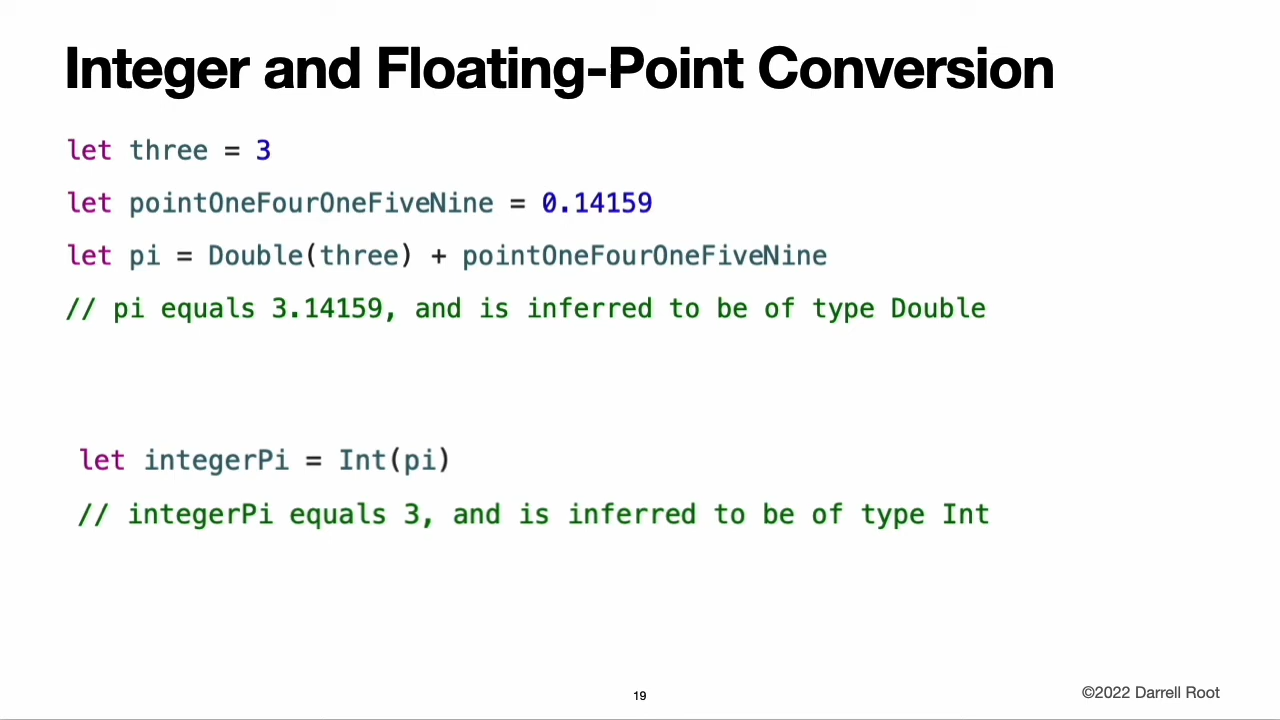 Integer and Floating-Point Conversion
let three = 3
let pointOneFourOneFiveNine = 0.14159
let pi = Double(three) + pointOneFourOneFiveNine
// pi equals 3.14159, and is inferred to be of type Double
let integerPi = Int(pi)
// integerPi equals 3, and is inferred to be of type Int
19
©2022 Darrell Root